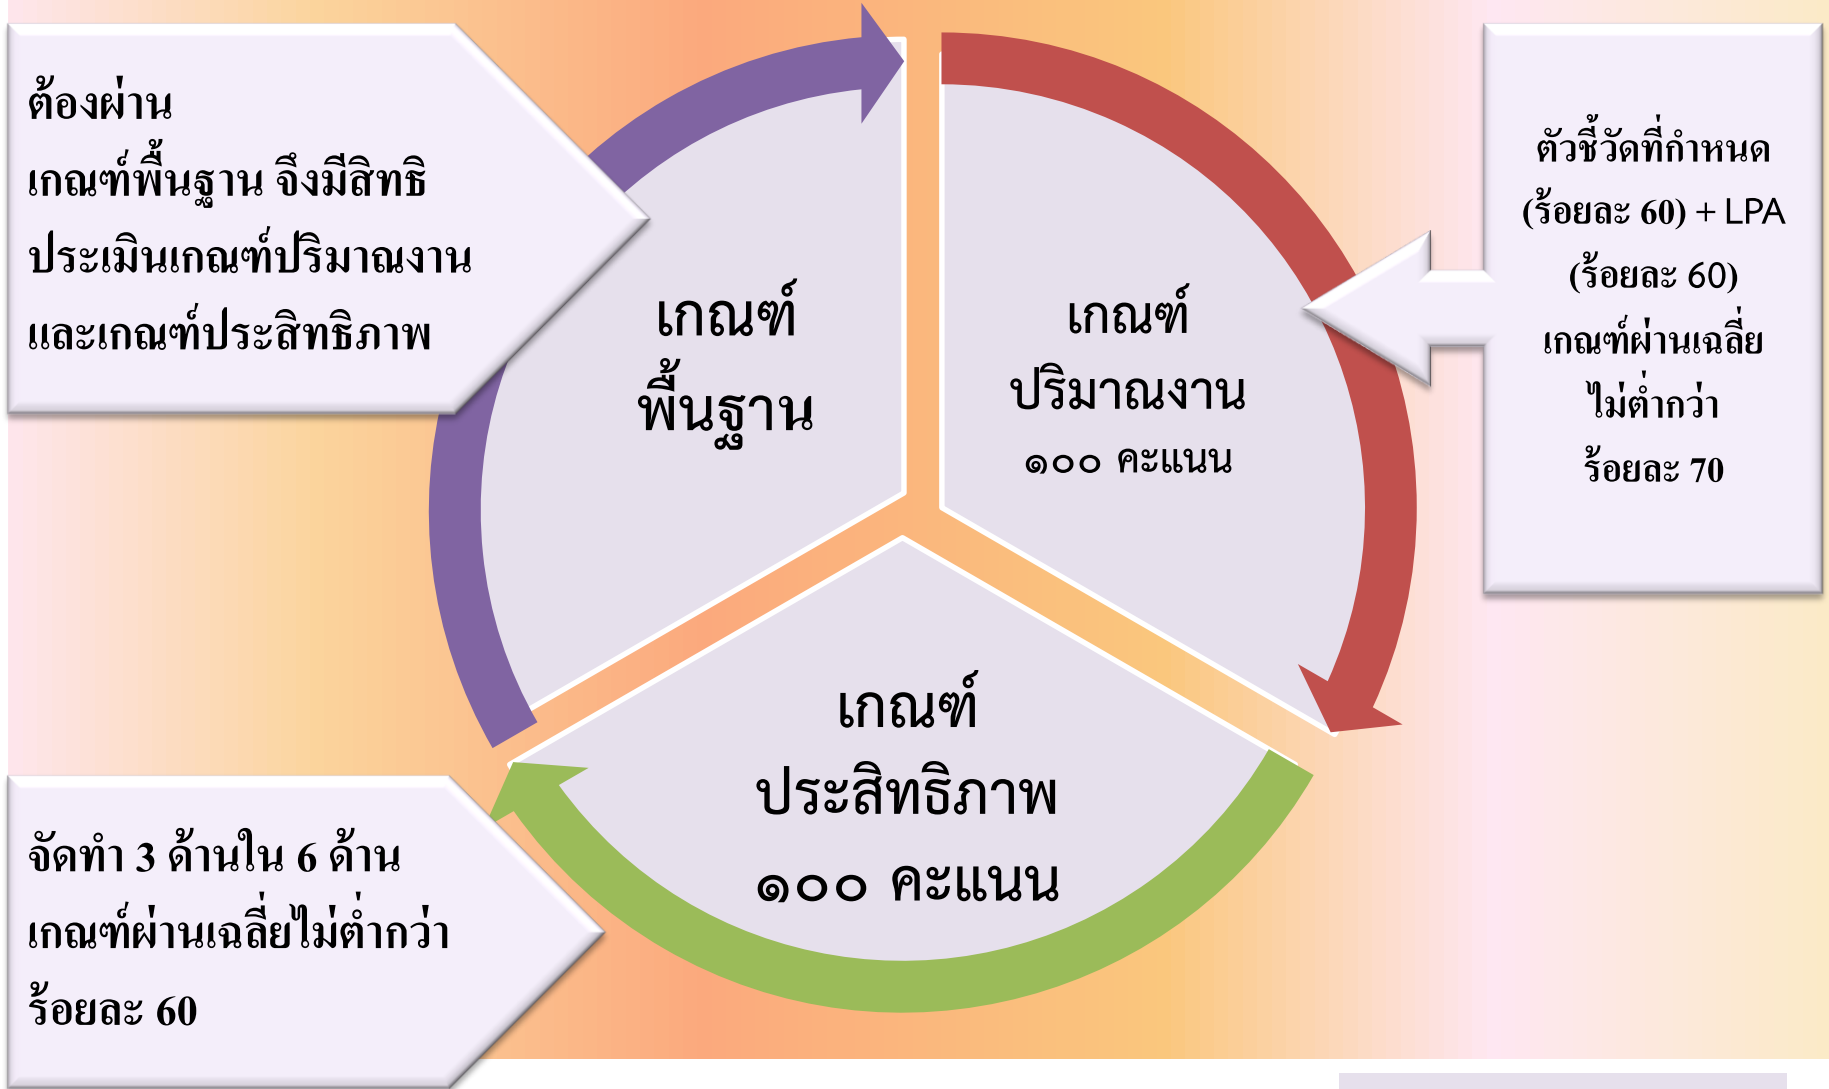 ต้องผ่าน
เกณฑ์พื้นฐาน จึงมีสิทธิ
ประเมินเกณฑ์ปริมาณงาน
และเกณฑ์ประสิทธิภาพ
เกณฑ์
พื้นฐาน
เกณฑ์
ปริมาณงาน
๑๐๐ คะแนน
ตัวชี้วัดที่กำหนด
(ร้อยละ 60) + LPA
(ร้อยละ 60)
เกณฑ์ผ่านเฉลี่ย
ไม่ต่ำกว่า
ร้อยละ 70
เกณฑ์
ประสิทธิภาพ
๑๐๐ คะแนน
จัดทำ 3 ด้านใน 6 ด้าน
เกณฑ์ผ่านเฉลี่ยไม่ต่ำกว่า
ร้อยละ 60